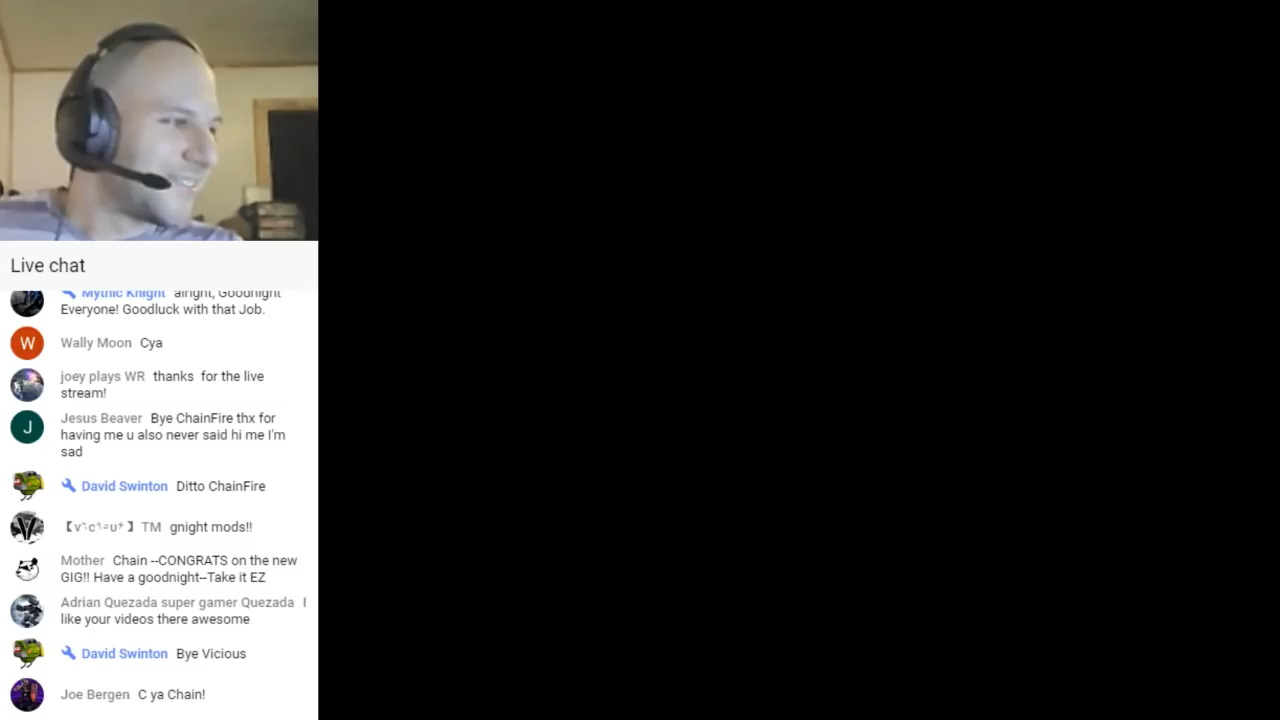 Live chat
Mythic Knight alright, Goodnight
Everyone! Goodluck with that Job.
W
Wally Moon Cya
joey plays WR thanks for the live
stream!
J
Jesus Beaver Bye ChainFire thx for
having me u also never said hi me I'm
sad
David Swinton Ditto ChainFire
TM gnight mods!!
Mother Chain --CONGRATS on the new
GIG!! Have a goodnight--Take it EZ
Adrian Quezada super gamer Quezada I
like your videos there awesome
David Swinton Bye Vicious
Joe Bergen C ya Chain!